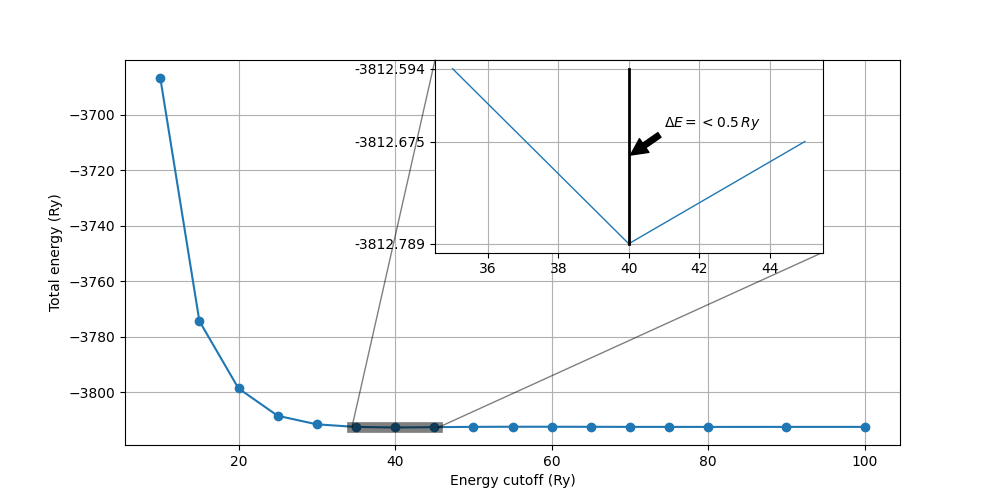 -3812.594
-3812.675
-3812.789
ΔE = < 0.5 Ry
36 38 40 42 44
−3700
−3720
−3740
−3760
−3780
−3800
Total energy (Ry)
20 40 60 80 100
Energy cutoff (Ry)